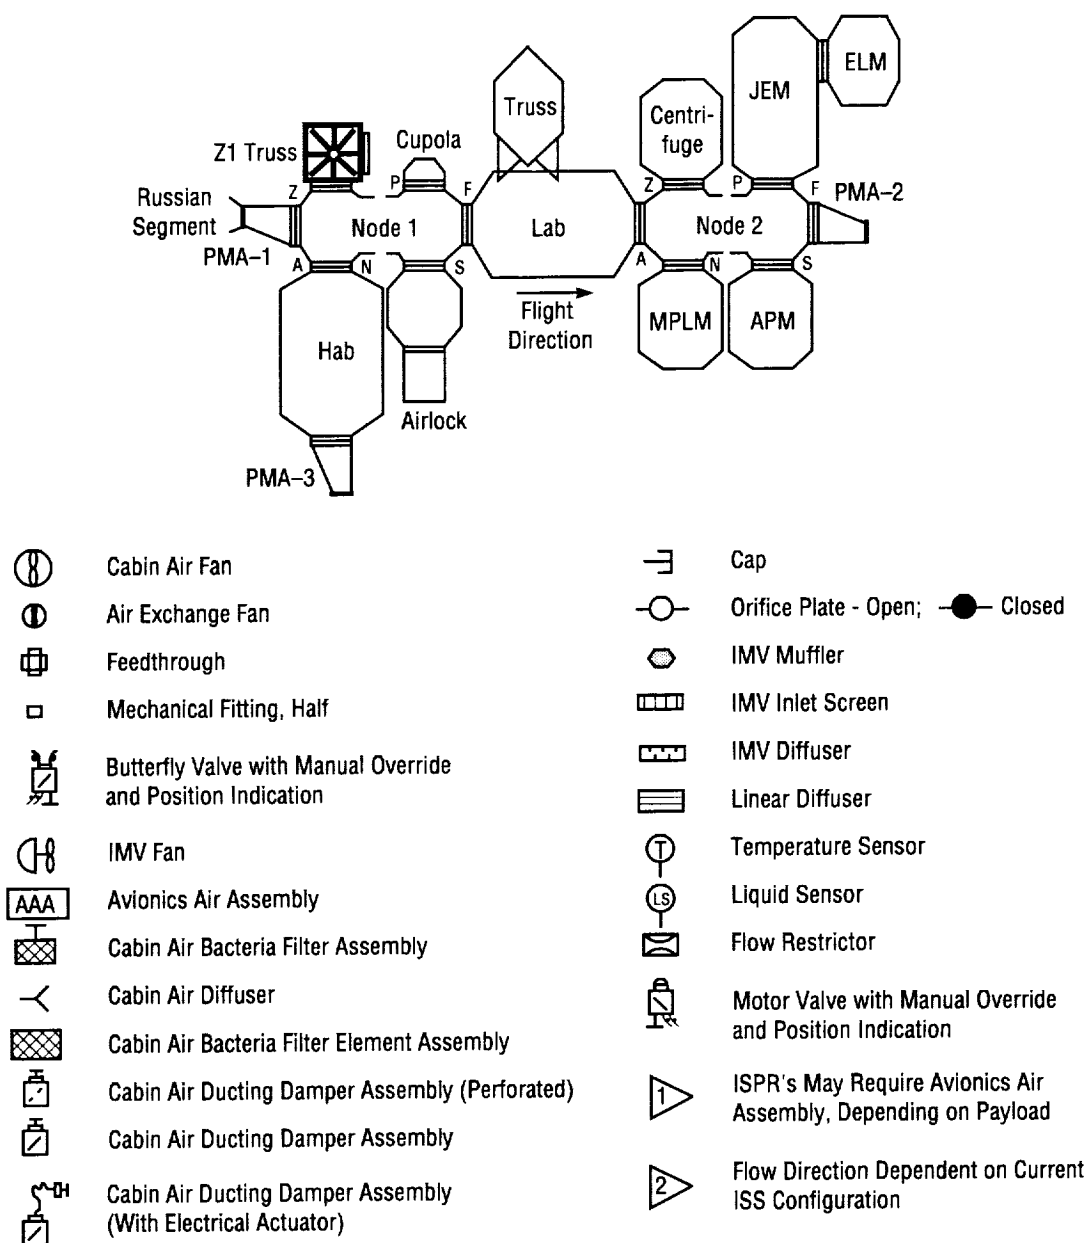 ELM
JEM
Truss
Centri-
fuge
Cupola
Z1 Truss
Russian
Segment
Z
P
F
Z
P
F
PMA–2
Node 1
Lab
Node 2
PMA–1
A
N
S
A
N
S
Flight
Direction
MPLM
APM
Hab
Airlock
PMA–3
Cabin Air Fan
Air Exchange Fan
Feedthrough
Mechanical Fitting, Half
Butterfly Valve with Manual Override
and Position Indication
IMV Fan
AAA
Avionics Air Assembly
Cabin Air Bacteria Filter Assembly
Cabin Air Diffuser
Cabin Air Bacteria Filter Element Assembly
Cabin Air Ducting Damper Assembly (Perforated)
Cabin Air Ducting Damper Assembly
Cabin Air Ducting Damper Assembly
(With Electrical Actuator)
Cap
Orifice Plate - Open; Closed
IMV Muffler
IMV Inlet Screen
IMV Diffuser
Linear Diffuser
T
Temperature Sensor
LS
Liquid Sensor
Flow Restrictor
Motor Valve with Manual Override
and Position Indication
1
ISPR's May Require Avionics Air
Assembly, Depending on Payload
2
Flow Direction Dependent on Current
ISS Configuration